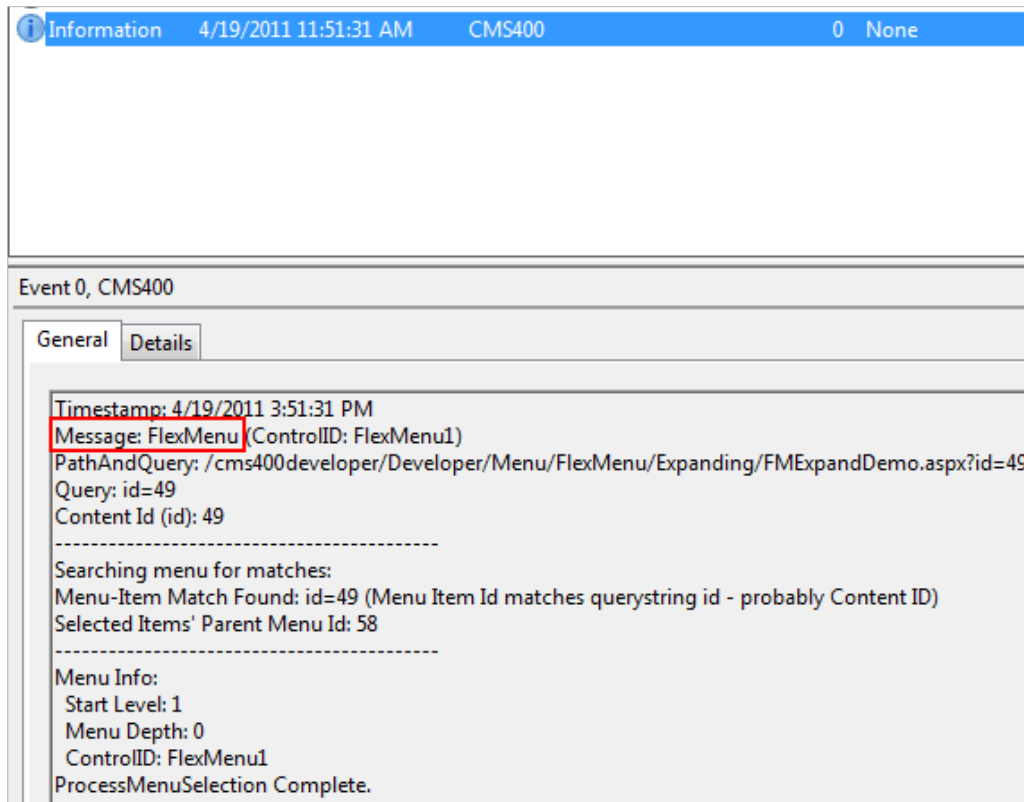 Information 4/19/2011 11:51:31 AM CMS400 0 None
Event 0, CMS400
General Details
Timestamp: 4/19/2011 3:51:31 PM
Message: FlexMenu (ControlID: FlexMenu1)
PathAndQuery: /cms400developer/Developer/Menu/FlexMenu/Expanding/FMExpandDemo.aspx?id=49
Query: id=49
Content Id (id): 49
-------------------------------------------
Searching menu for matches:
Menu-Item Match Found: id=49 (Menu Item Id matches querystring id - probably Content ID)
Selected Items' Parent Menu Id: 58
-------------------------------------------
Menu Info:
Start Level: 1
Menu Depth: 0
ControlID: FlexMenu1
ProcessMenuSelection Complete.